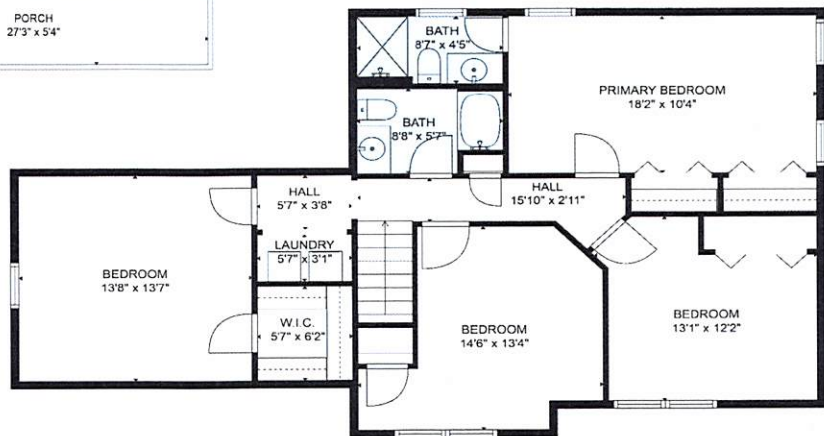 PORCH
27'3" x 5'4"
BATH
8'7" x 4'5"
PRIMARY BEDROOM
18'2" x 10'4"
BATH
8'8" x 5'7"
HALL
5'7" x 3'8"
HALL
15'10" x 2'11"
LAUNDRY
5'7" x 3'1"
BEDROOM
13'8" x 13'7"
W.I.C.
5'7" x 6'2"
BEDROOM
14'6" x 13'4"
BEDROOM
13'1" x 12'2"